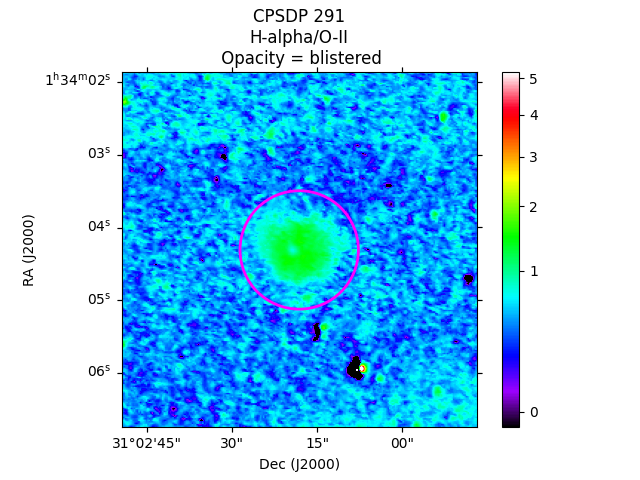 CPSDP 291
H-alpha/O-II
Opacity = blistered
1ʰ34ᵐ02ˢ
03ˢ
04ˢ
05ˢ
06ˢ
RA (J2000)
31°02'45" 30" 15" 00"
Dec (J2000)
5
4
3
2
1
0